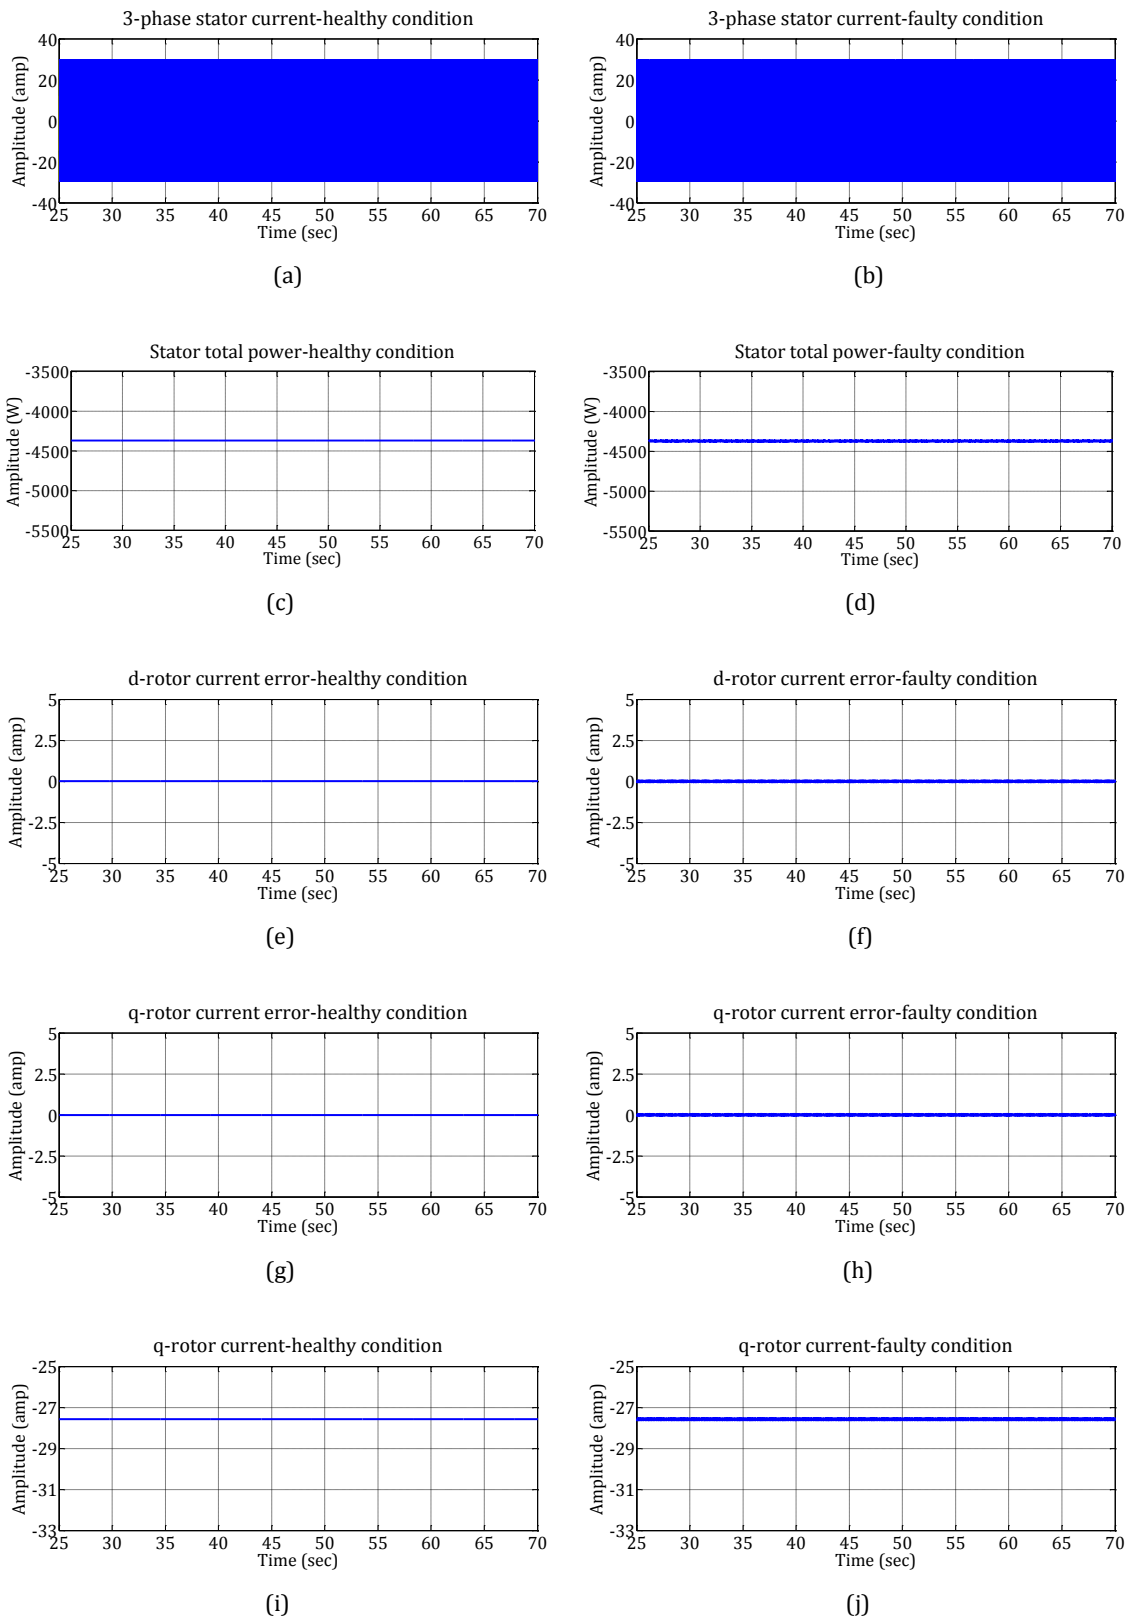 3-phase stator current-healthy condition
Amplitude (amp)
40
20
0
-20
-40
25 30 35 40 45 50 55 60 65 70
Time (sec)
(a)
3-phase stator current-faulty condition
Amplitude (amp)
40
20
0
-20
-40
25 30 35 40 45 50 55 60 65 70
Time (sec)
(b)
Stator total power-healthy condition
Amplitude (W)
-3500
-4000
-4500
-5000
-5500
25 30 35 40 45 50 55 60 65 70
Time (sec)
(c)
Stator total power-faulty condition
Amplitude (W)
-3500
-4000
-4500
-5000
-5500
25 30 35 40 45 50 55 60 65 70
Time (sec)
(d)
d-rotor current error-healthy condition
Amplitude (amp)
5
2.5
0
-2.5
-5
25 30 35 40 45 50 55 60 65 70
Time (sec)
(e)
d-rotor current error-faulty condition
Amplitude (amp)
5
2.5
0
-2.5
-5
25 30 35 40 45 50 55 60 65 70
Time (sec)
(f)
q-rotor current error-healthy condition
Amplitude (amp)
5
2.5
0
-2.5
-5
25 30 35 40 45 50 55 60 65 70
Time (sec)
(g)
q-rotor current error-faulty condition
Amplitude (amp)
5
2.5
0
-2.5
-5
25 30 35 40 45 50 55 60 65 70
Time (sec)
(h)
q-rotor current-healthy condition
Amplitude (amp)
-25
-27
-29
-31
-33
25 30 35 40 45 50 55 60 65 70
Time (sec)
(i)
q-rotor current-faulty condition
Amplitude (amp)
-25
-27
-29
-31
-33
25 30 35 40 45 50 55 60 65 70
Time (sec)
(j)